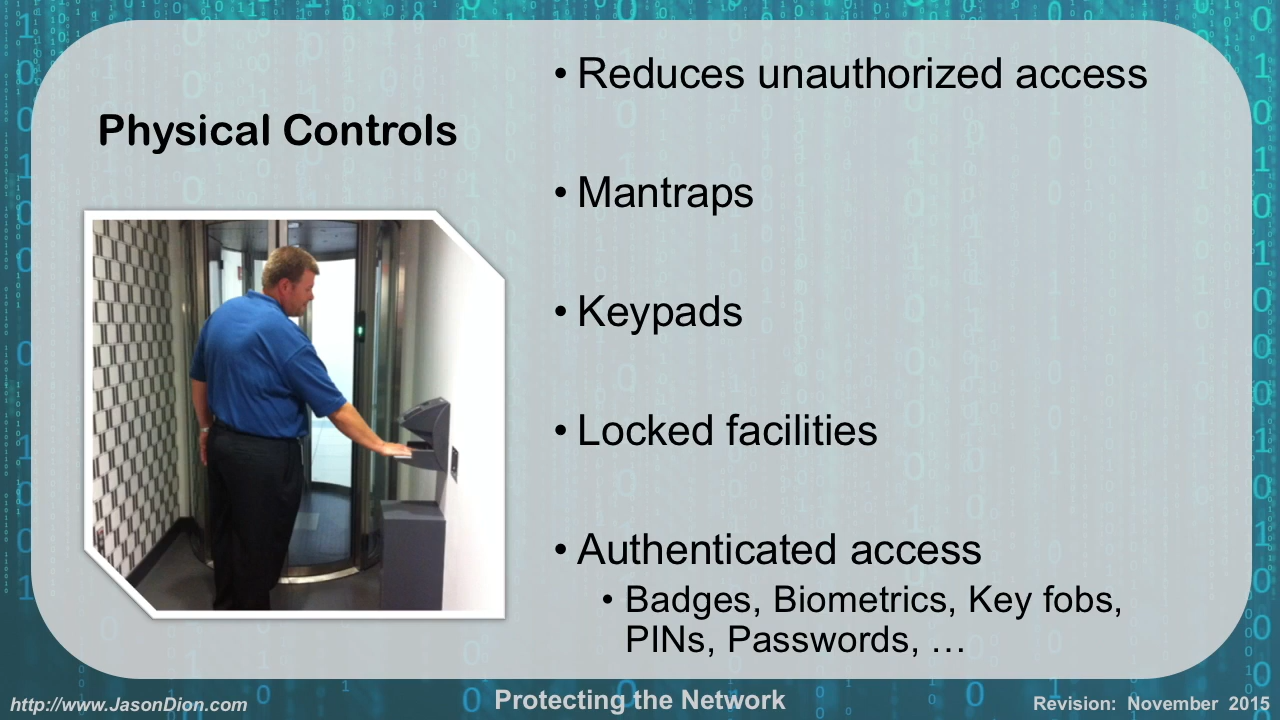 Physical Controls
• Reduces unauthorized access
• Mantraps
• Keypads
• Locked facilities
• Authenticated access
• Badges, Biometrics, Key fobs,
PINs, Passwords, …
http://www.JasonDion.com
Protecting the Network
Revision: November 2015